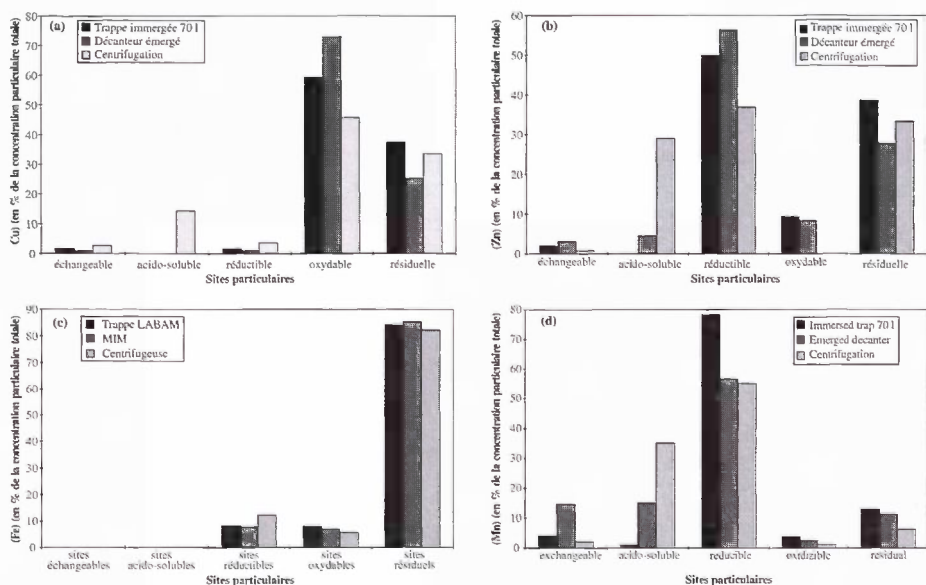 (a)
Cu) (en % de la concentration particulaire totale)
80
70
60
50
40
30
20
10
0
Trappe immergée 70 l
Décanteur émergé
Centrifugation
échangeable acido-soluble réductible oxydable résiduelle
Sites particulaires
(b)
(Zn) (en % de la concentration particulaire totale)
60
50
40
30
20
10
0
Trappe immergée 70 l
Décanteur émergé
Centrifugation
échangeable acido-soluble réductible oxydable résiduelle
Sites particulaires
(c)
(Fe) (en % de la concentration particulaire totale)
90
80
70
60
50
40
30
20
10
0
Trappe LABAM
MIM
Centrifugeuse
sites échangeables
sites acido-solubles
sites réductibles
sites oxydables
sites résiduels
Sites particulaires
(d)
(Mn) (en % de la concentration particulaire totale)
80
70
60
50
40
30
20
10
0
Immersed trap 70 l
Emerged decanter
Centrifugation
exchangeable acido-soluble reducible oxidizible residual
Sites particulaires